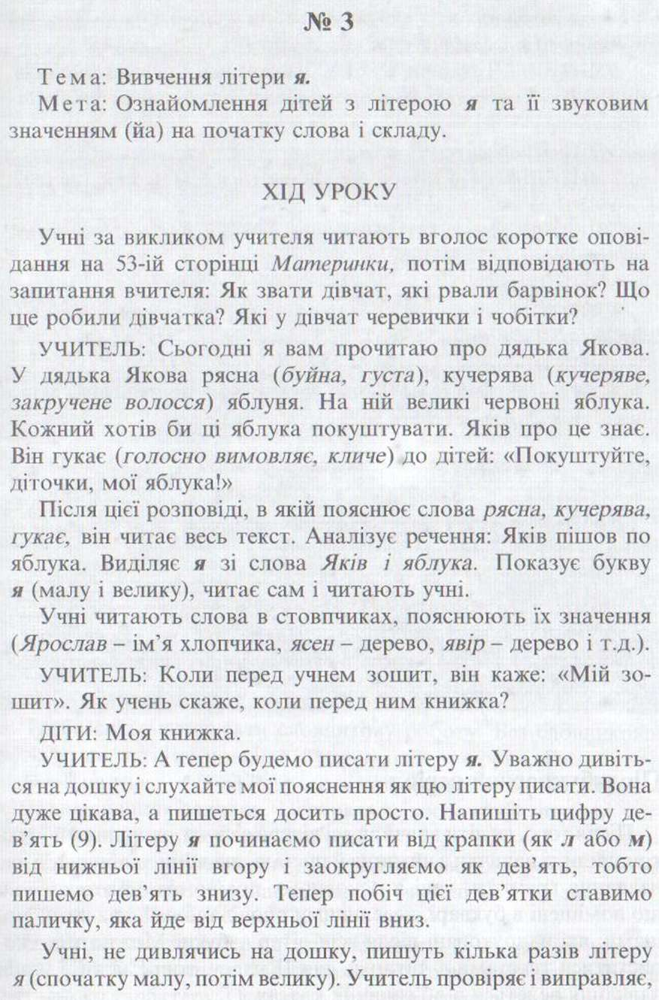 № 3
Тема: Вивчення літери я.
Мета: Ознайомлення дітей з літерою я та її звуковим
значенням (йа) на початку слова і складу.
ХІД УРОКУ
Учні за викликом учителя читають вголос коротке опові-
дання на 53-ій сторінці Материнки, потім відповідають на
запитання вчителя: Як звати дівчат, які рвали барвінок? Що
ще робили дівчатка? Які у дівчат черевички і чобітки?
УЧИТЕЛЬ: Сьогодні я вам прочитаю про дядька Якова.
У дядька Якова рясна (буйна, густа), кучерява (кучеряве,
закручене волосся) яблуня. На ній великі червоні яблука.
Кожний хотів би ці яблука покуштувати. Яків про це знає.
Він гукає (голосно вимовляє, кличе) до дітей: «Покуштуйте,
діточки, мої яблука!»
Після цієї розповіді, в якій пояснює слова рясна, кучерява,
гукає, він читає весь текст. Аналізує речення: Яків пішов по
яблука. Виділяє я зі слова Яків і яблука. Показує букву
я (малу і велику), читає сам і читають учні.
Учні читають слова в стовпчиках, пояснюють їх значення
(Ярослав – ім’я хлопчика, ясен – дерево, явір – дерево і т.д.).
УЧИТЕЛЬ: Коли перед учнем зошит, він каже: «Мій зо-
шит». Як учень скаже, коли перед ним книжка?
ДІТИ: Моя книжка.
УЧИТЕЛЬ: А тепер будемо писати літеру я. Уважно дивіть-
ся на дошку і слухайте мої пояснення як цю літеру писати. Вона
дуже цікава, а пишеться досить просто. Напишіть цифру де-
в’ять (9). Літеру я починаємо писати від крапки (як л або м)
від нижньої лінії вгору і заокругляємо як дев’ять, тобто
пишемо дев’ять знизу. Тепер побіч цієї дев’ятки ставимо
паличку, яка йде від верхньої лінії вниз.
Учні, не дивлячись на дошку, пишуть кілька разів літеру
я (спочатку малу, потім велику). Учитель провіряє і виправляє,